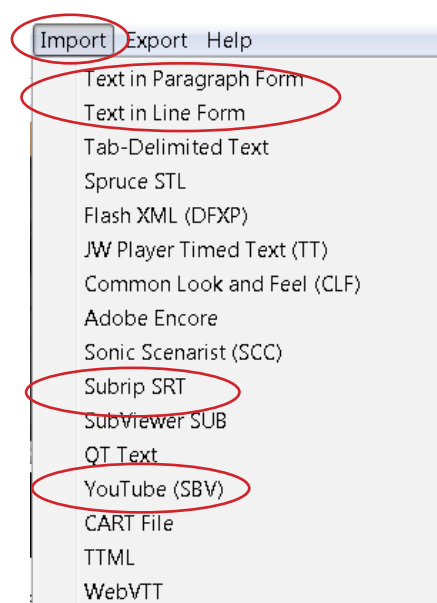 Import Export Help
Text in Paragraph Form
Text in Line Form
Tab-Delimited Text
Spruce STL
Flash XML (DFXP)
JW Player Timed Text (TT)
Common Look and Feel (CLF)
Adobe Encore
Sonic Scenarist (SCC)
Subrip SRT
SubViewer SUB
QT Text
YouTube (SBV)
CART File
TTML
WebVTT